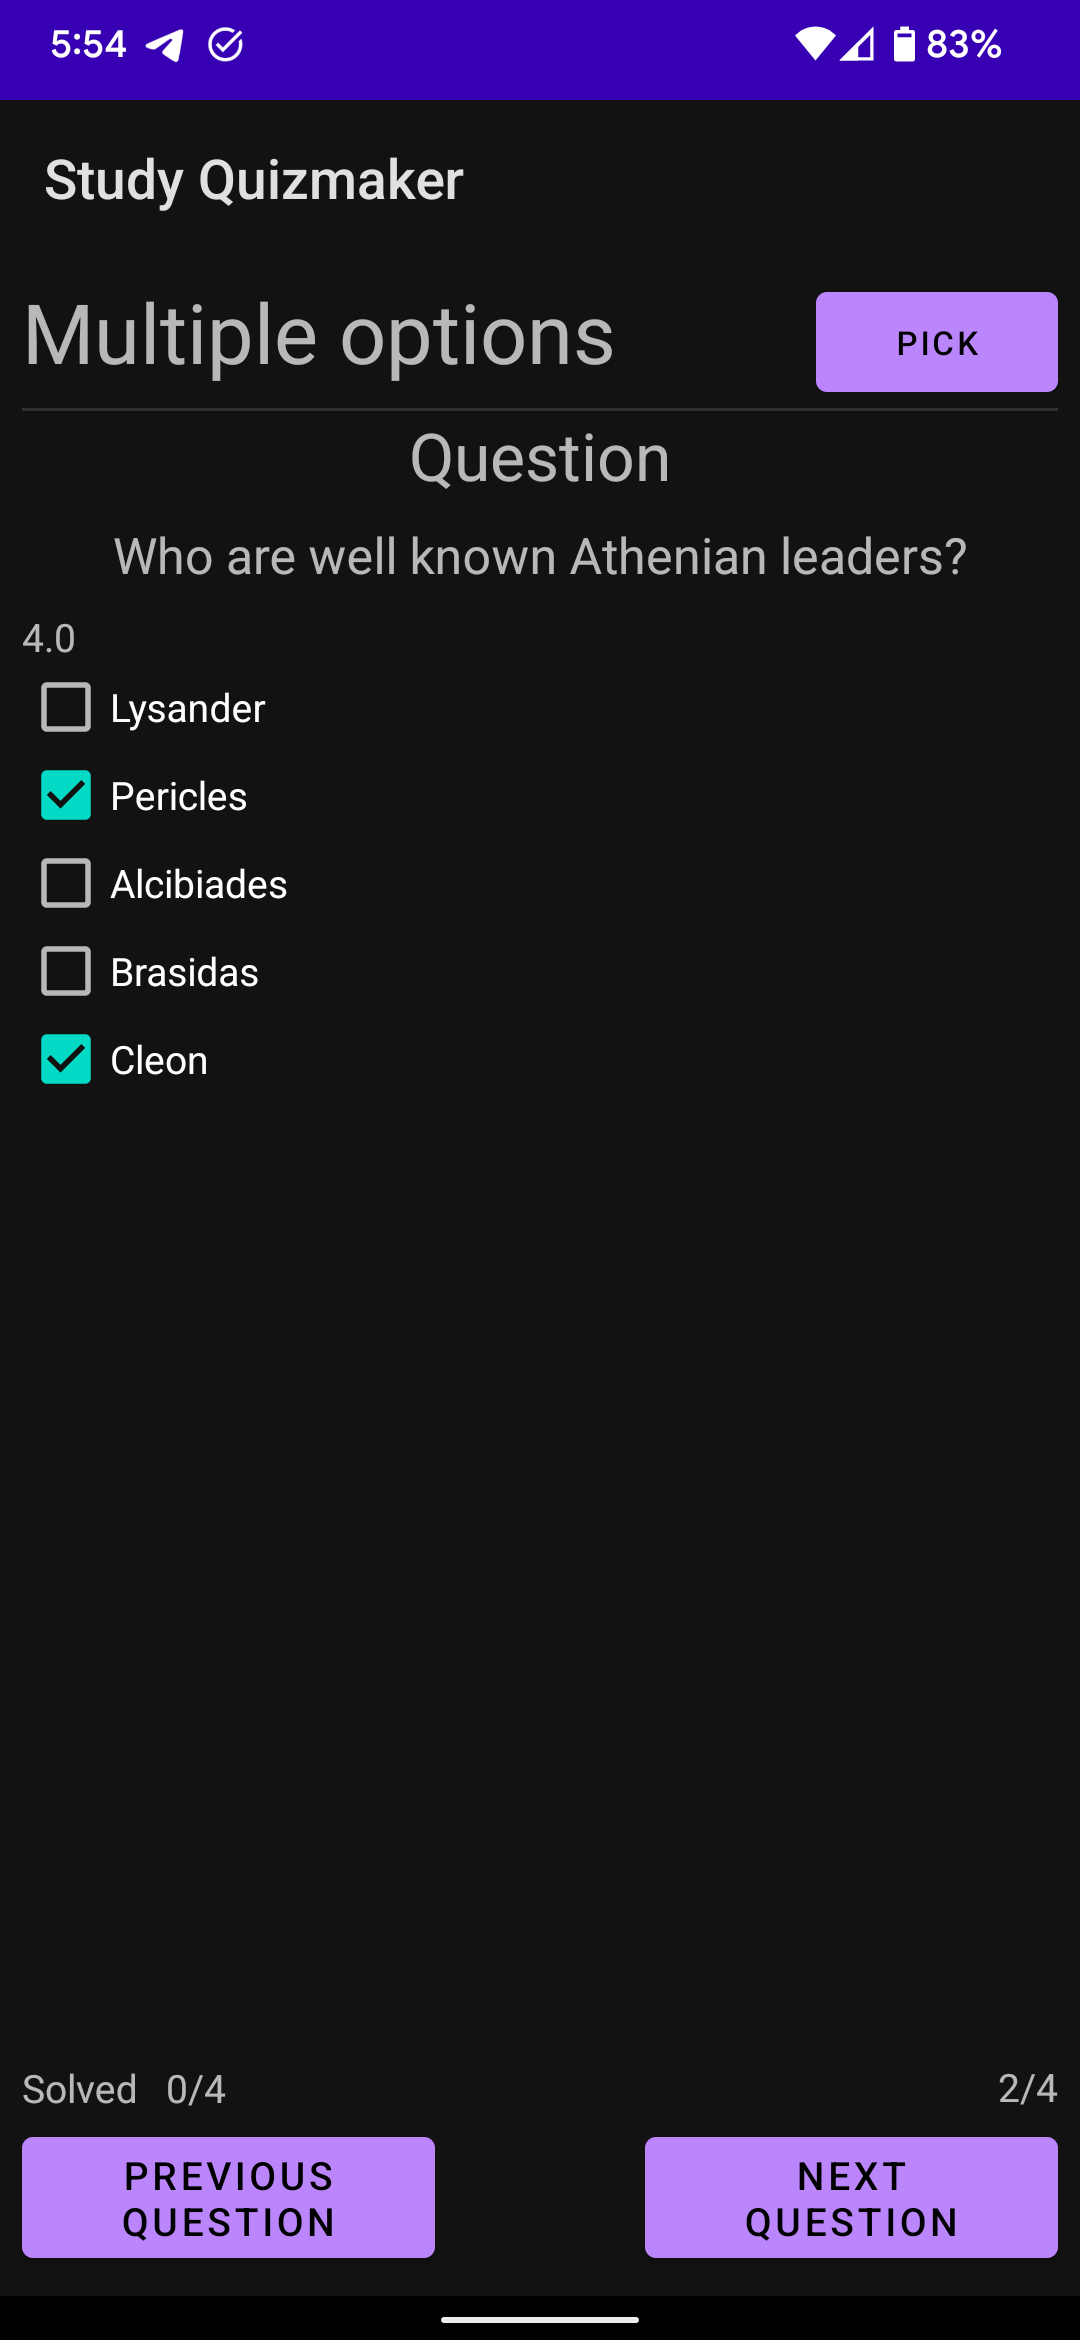 5:54 83%
Study Quizmaker
Multiple options PICK
Question
Who are well known Athenian leaders?
4.0
Lysander
Pericles
Alcibiades
Brasidas
Cleon
Solved 0/4 2/4
PREVIOUS QUESTION
NEXT QUESTION